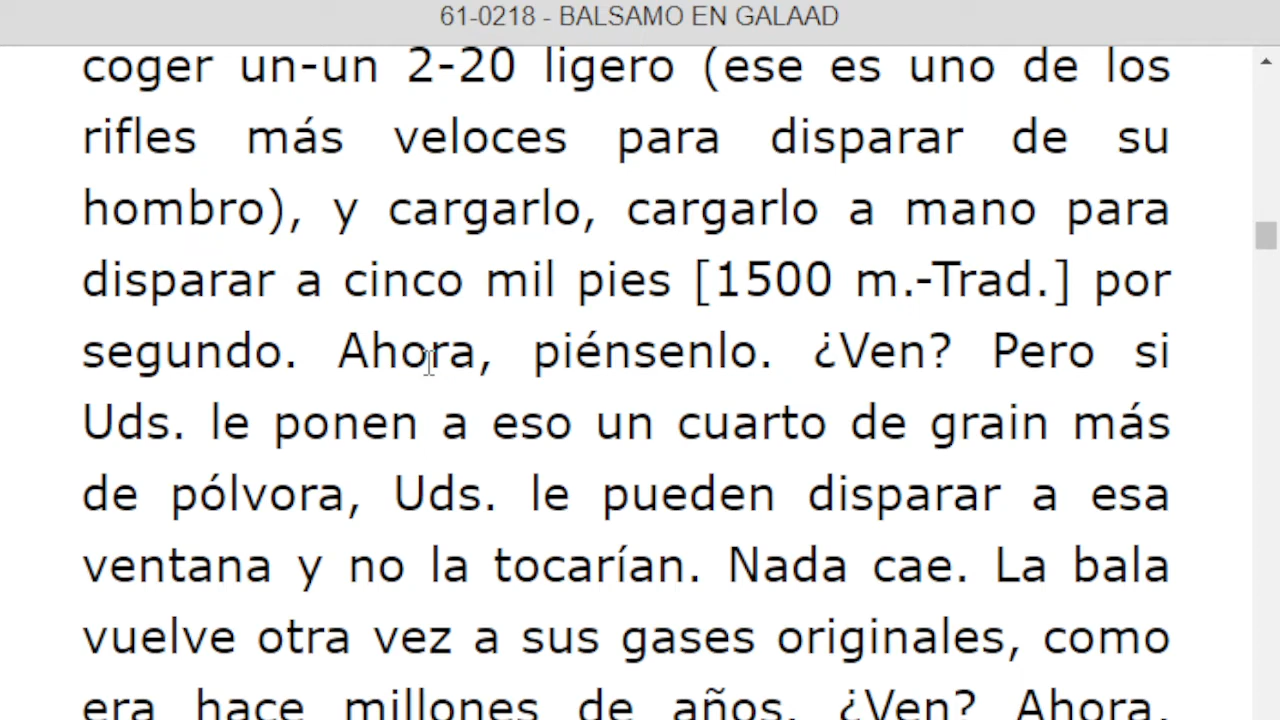 61-0218 - BALSAMO EN GALAAD
coger un-un 2-20 ligero (ese es uno de los
rifles más veloces para disparar de su
hombro), y cargarlo, cargarlo a mano para
disparar a cinco mil pies [1500 m.-Trad.] por
segundo. Ahora, piénsenlo. ¿Ven? Pero si
Uds. le ponen a eso un cuarto de grain más
de pólvora, Uds. le pueden disparar a esa
ventana y no la tocarían. Nada cae. La bala
vuelve otra vez a sus gases originales, como
era hace millones de años. ¿Ven? Ahora,